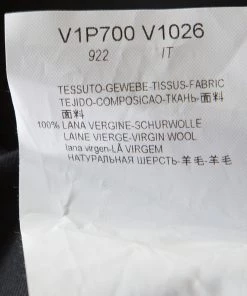 V1P700 V1026
922 IT
TESSUTO-GEWEBE-TISSUS-FABRIC
TEJIDO-COMPOSICAO-ТКАНЬ-面料
面料
100% LANA VERGINE-SCHURWOLLE
LAINE VIERGE-VIRGIN WOOL
lana virgen-LÃ VIRGEM
НАТУРАЛЬНАЯ ШЕРСТЬ-羊毛-羊毛